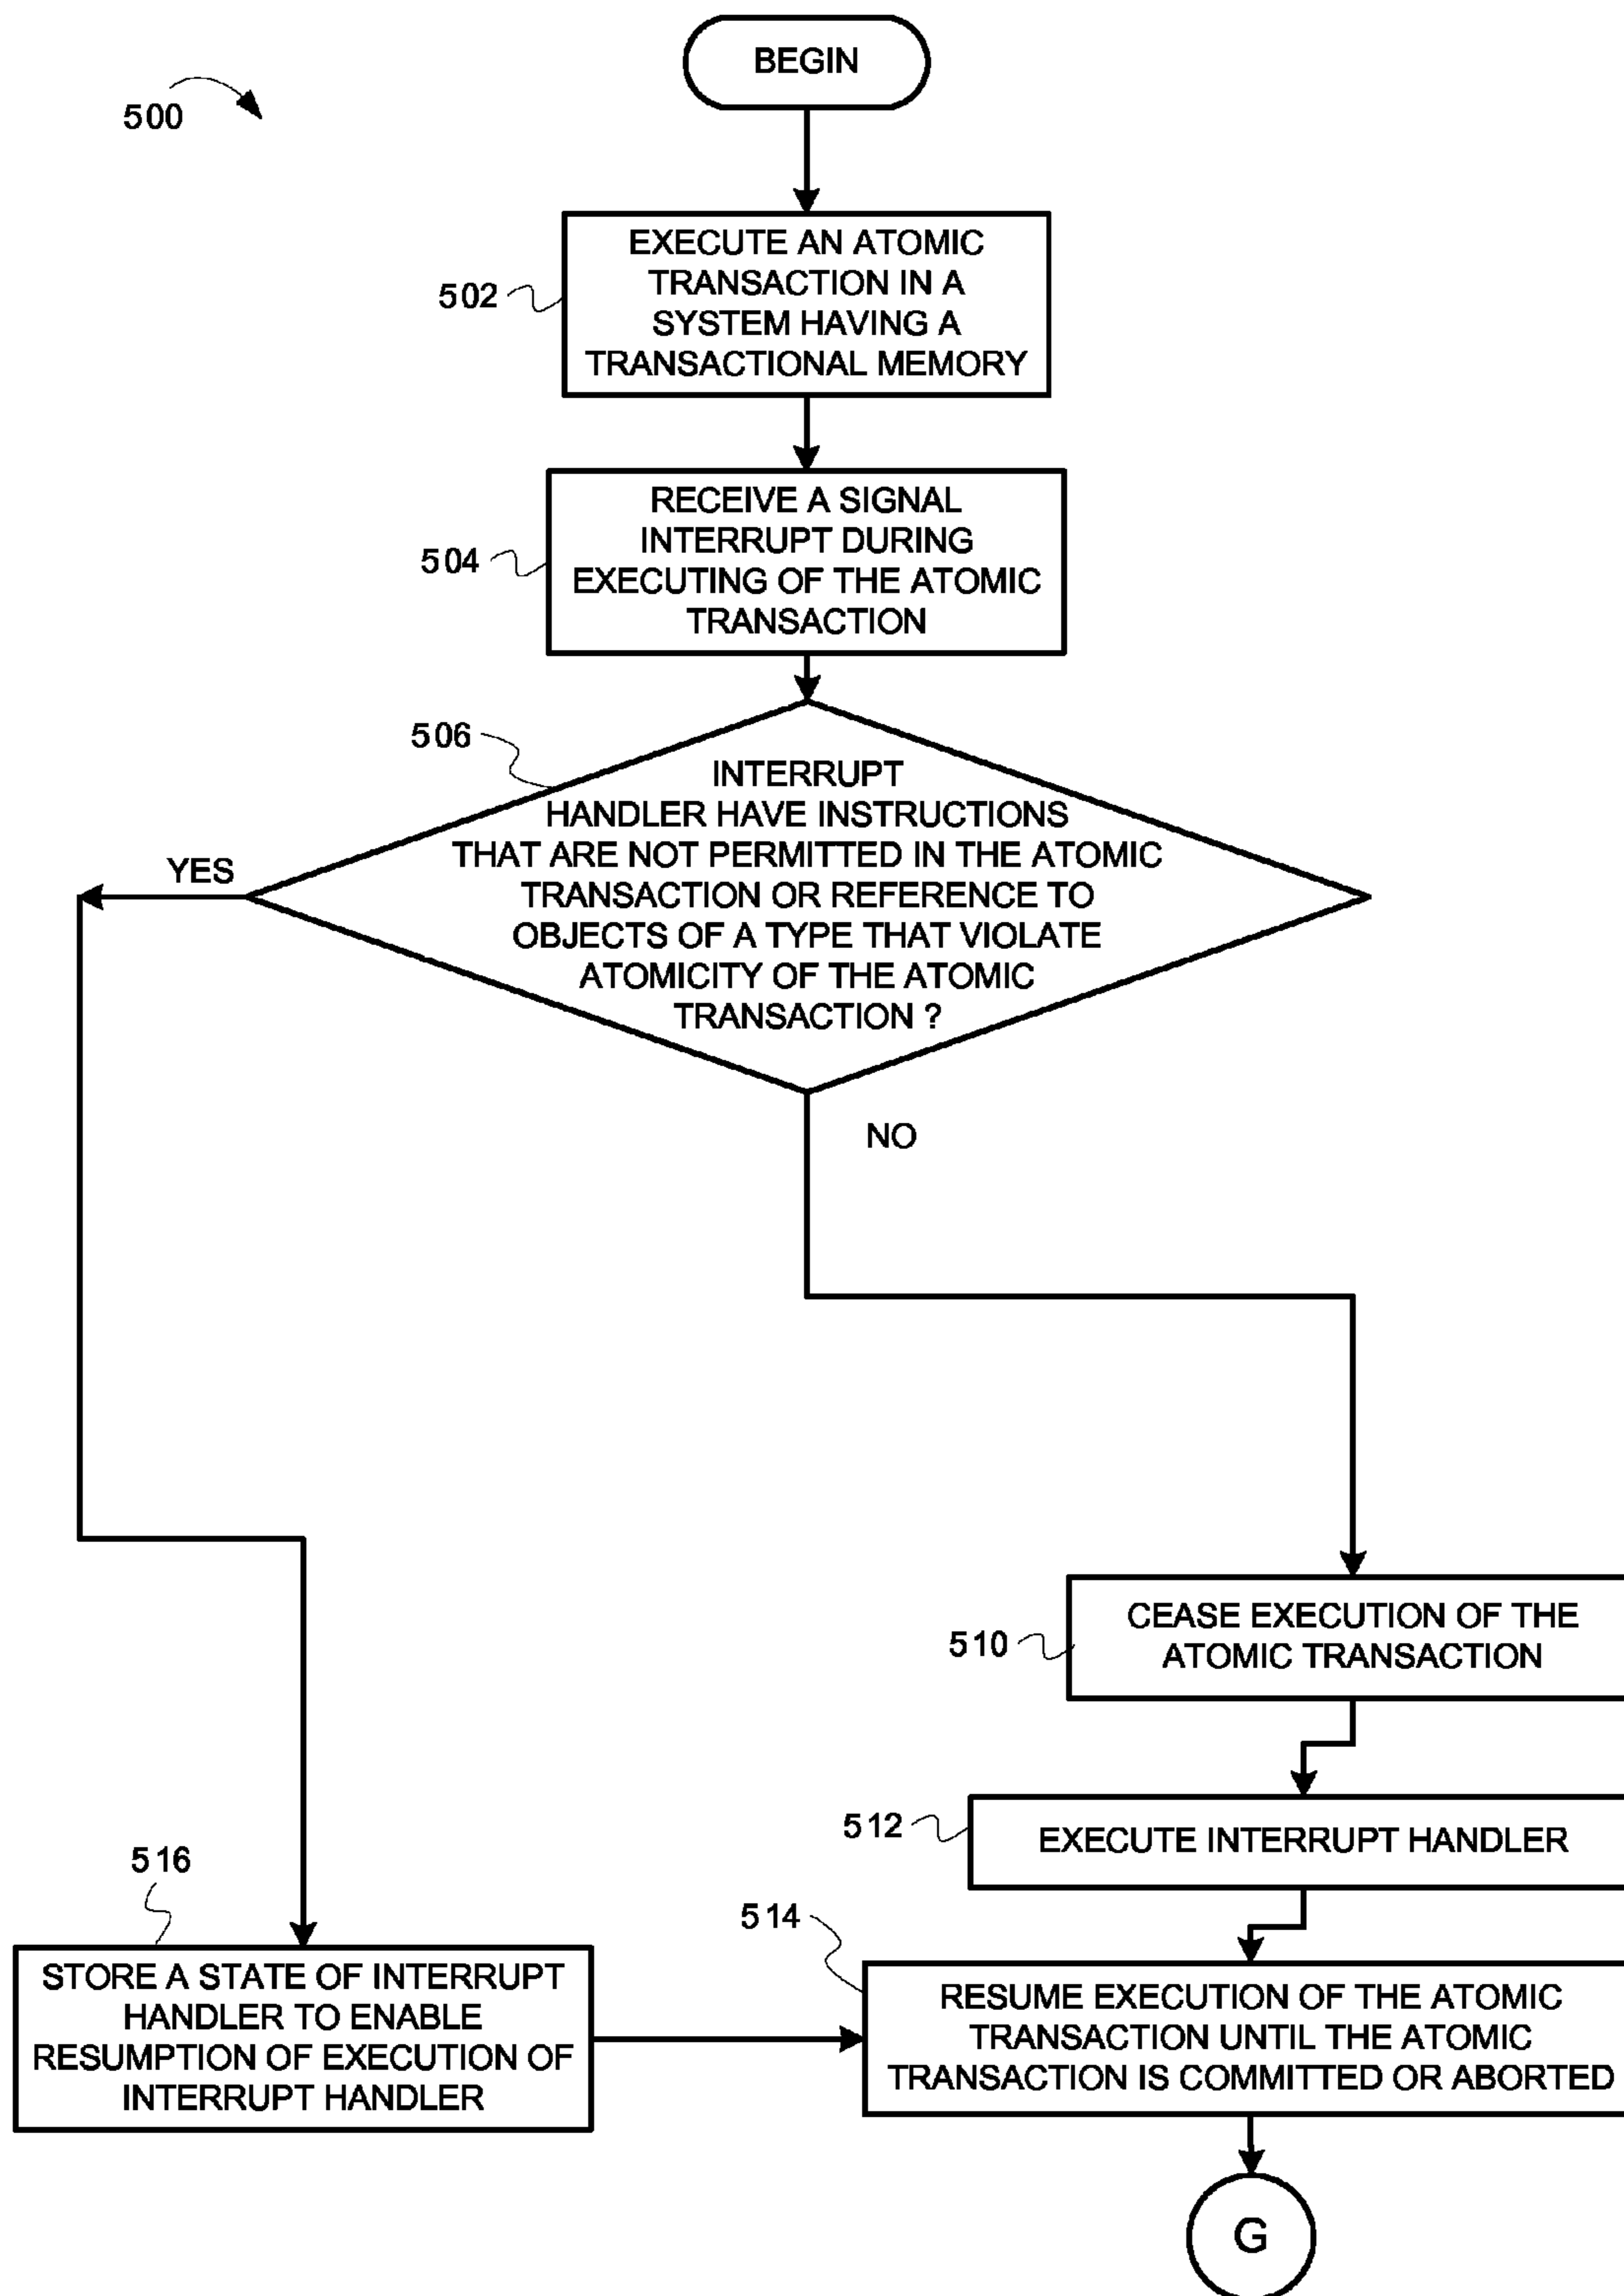 BEGIN
500
EXECUTE AN ATOMIC
TRANSACTION IN A
SYSTEM HAVING A
TRANSACTIONAL MEMORY
502
RECEIVE A SIGNAL
INTERRUPT DURING
EXECUTING OF THE ATOMIC
TRANSACTION
504
506
INTERRUPT
HANDLER HAVE INSTRUCTIONS
THAT ARE NOT PERMITTED IN THE ATOMIC
TRANSACTION OR REFERENCE TO
OBJECTS OF A TYPE THAT VIOLATE
ATOMICITY OF THE ATOMIC
TRANSACTION ?
YES
NO
CEASE EXECUTION OF THE
ATOMIC TRANSACTION
510
512
EXECUTE INTERRUPT HANDLER
516
514
STORE A STATE OF INTERRUPT
HANDLER TO ENABLE
RESUMPTION OF EXECUTION OF
INTERRUPT HANDLER
RESUME EXECUTION OF THE ATOMIC
TRANSACTION UNTIL THE ATOMIC
TRANSACTION IS COMMITTED OR ABORTED
G